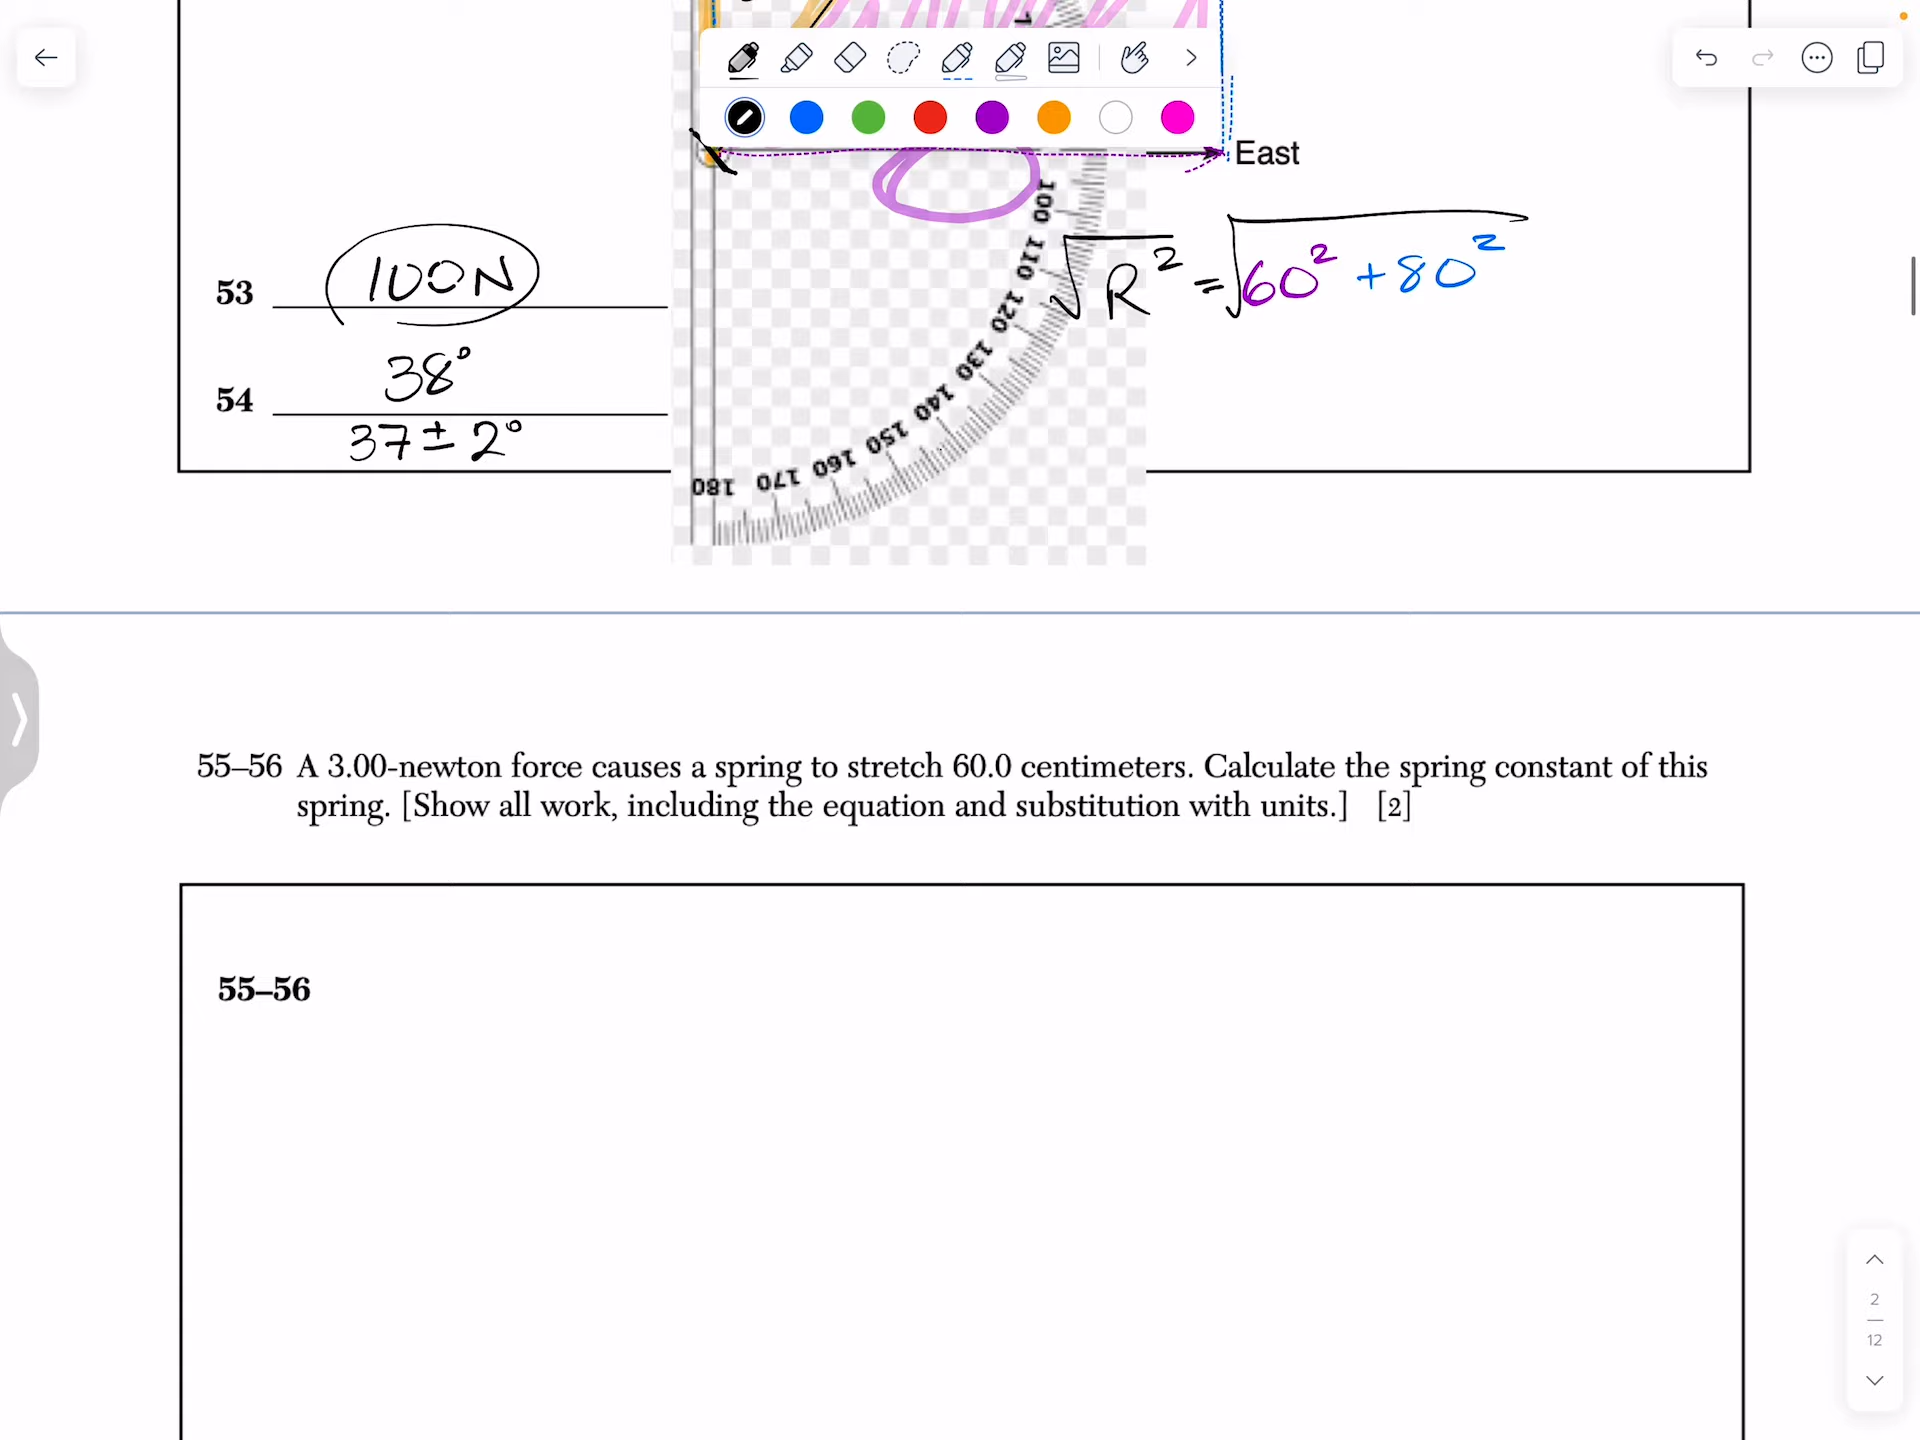 East
100
110
120
130
140
150
160
170
180
53 100N
√R² = √60² + 80²
38°
54
37 ± 2°
55–56 A 3.00-newton force causes a spring to stretch 60.0 centimeters. Calculate the spring constant of this
spring. [Show all work, including the equation and substitution with units.] [2]
55–56
2
12